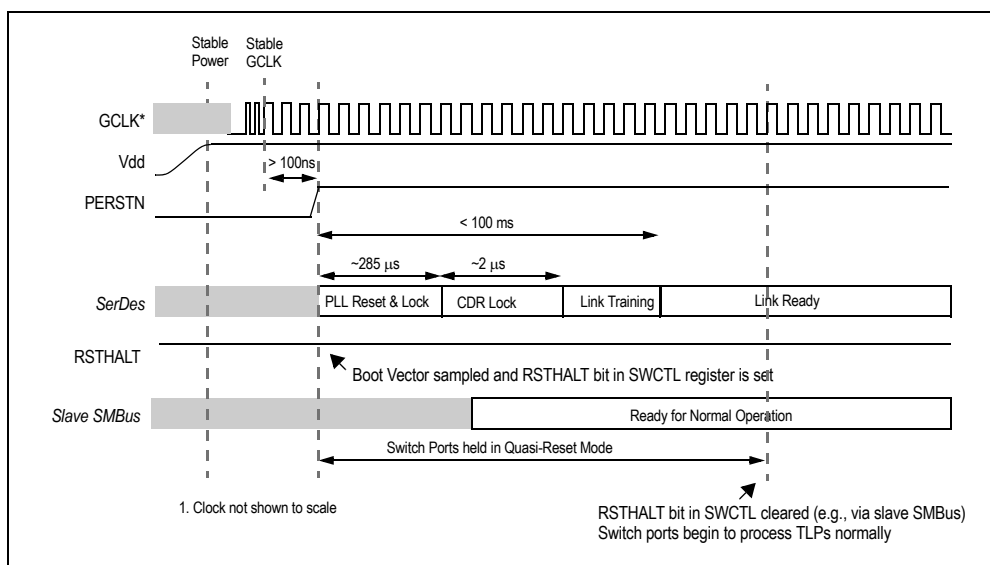 Stable Power
Stable GCLK
GCLK*
Vdd
> 100ns
PERSTN
< 100 ms
~285 μs
~2 μs
SerDes
PLL Reset & Lock
CDR Lock
Link Training
Link Ready
RSTHALT
Boot Vector sampled and RSTHALT bit in SWCTL register is set
Slave SMBus
Ready for Normal Operation
Switch Ports held in Quasi-Reset Mode
1. Clock not shown to scale
RSTHALT bit in SWCTL cleared (e.g., via slave SMBus)
Switch ports begin to process TLPs normally